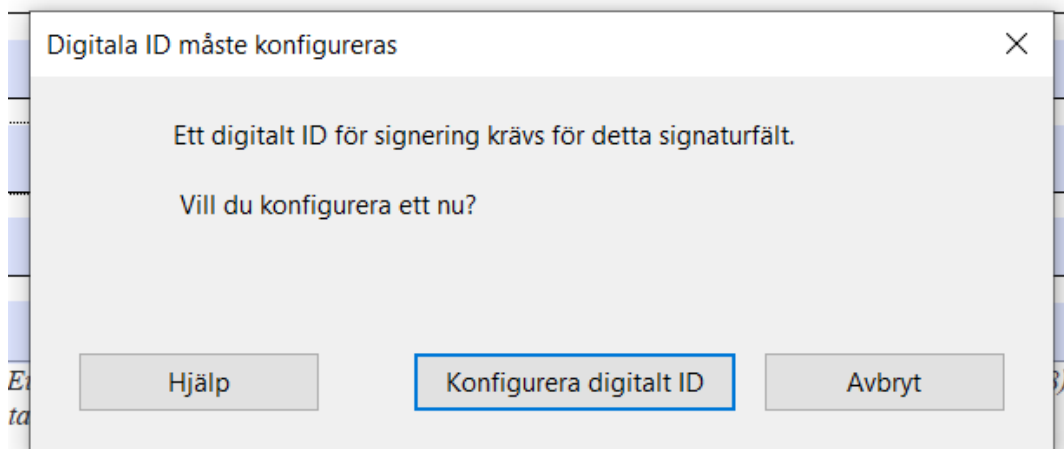 Digitala ID måste konfigureras
Ett digitalt ID för signering krävs för detta signaturfält.
Vill du konfigurera ett nu?
Hjälp
Konfigurera digitalt ID
Avbryt
ta